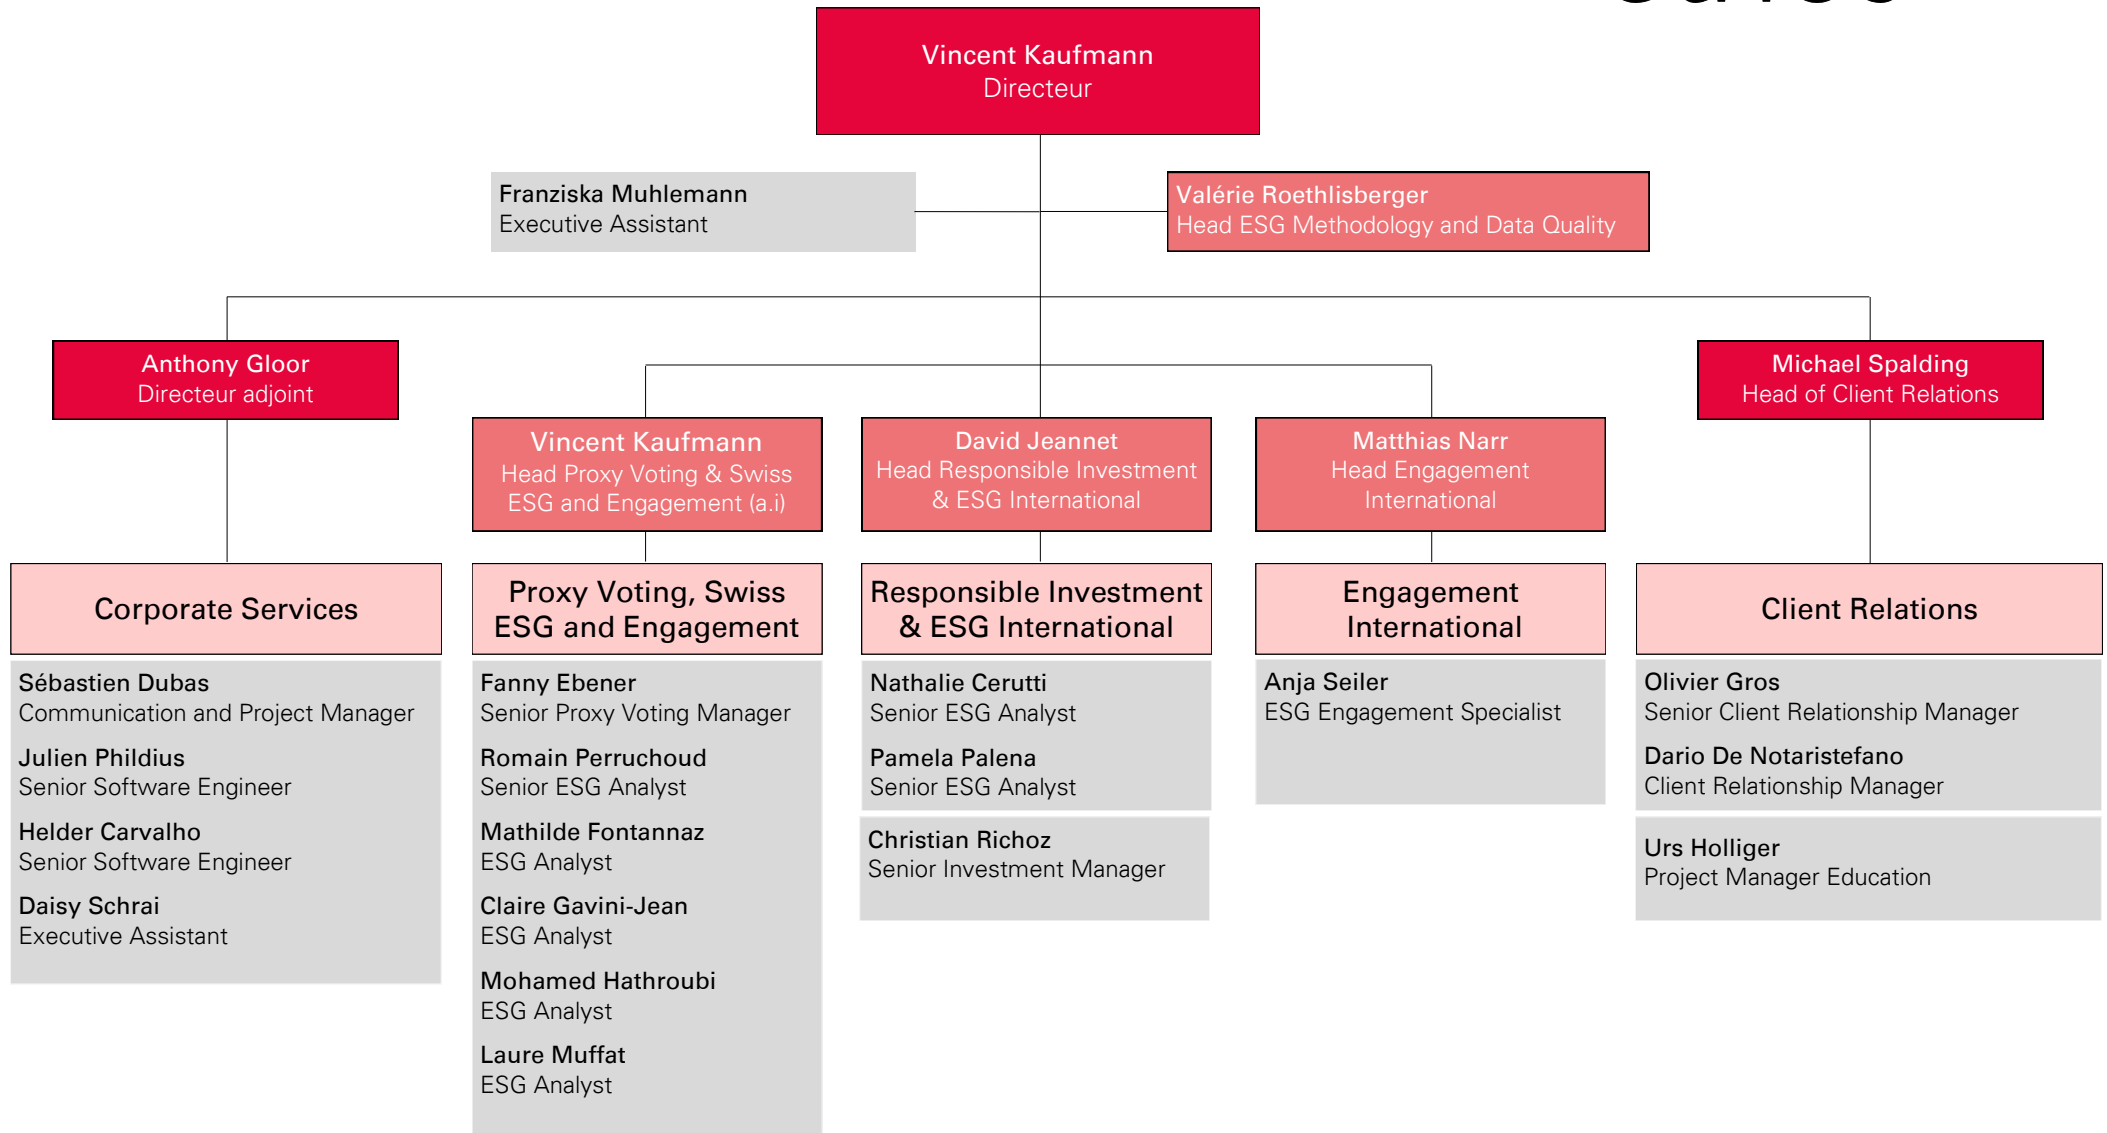 Vincent Kaufmann
Directeur
Franziska Muhlemann
Executive Assistant
Valérie Roethlisberger
Head ESG Methodology and Data Quality
Anthony Gloor
Directeur adjoint
Michael Spalding
Head of Client Relations
Vincent Kaufmann
Head Proxy Voting & Swiss
ESG and Engagement (a.i)
David Jeannet
Head Responsible Investment
& ESG International
Matthias Narr
Head Engagement
International
Corporate Services
Sébastien Dubas
Communication and Project Manager
Julien Phildius
Senior Software Engineer
Helder Carvalho
Senior Software Engineer
Daisy Schrai
Executive Assistant
Proxy Voting, Swiss
ESG and Engagement
Fanny Ebener
Senior Proxy Voting Manager
Romain Perruchoud
Senior ESG Analyst
Mathilde Fontannaz
ESG Analyst
Claire Gavini-Jean
ESG Analyst
Mohamed Hathroubi
ESG Analyst
Laure Muffat
ESG Analyst
Responsible Investment
& ESG International
Nathalie Cerutti
Senior ESG Analyst
Pamela Palena
Senior ESG Analyst
Christian Richoz
Senior Investment Manager
Engagement
International
Anja Seiler
ESG Engagement Specialist
Client Relations
Olivier Gros
Senior Client Relationship Manager
Dario De Notaristefano
Client Relationship Manager
Urs Holliger
Project Manager Education